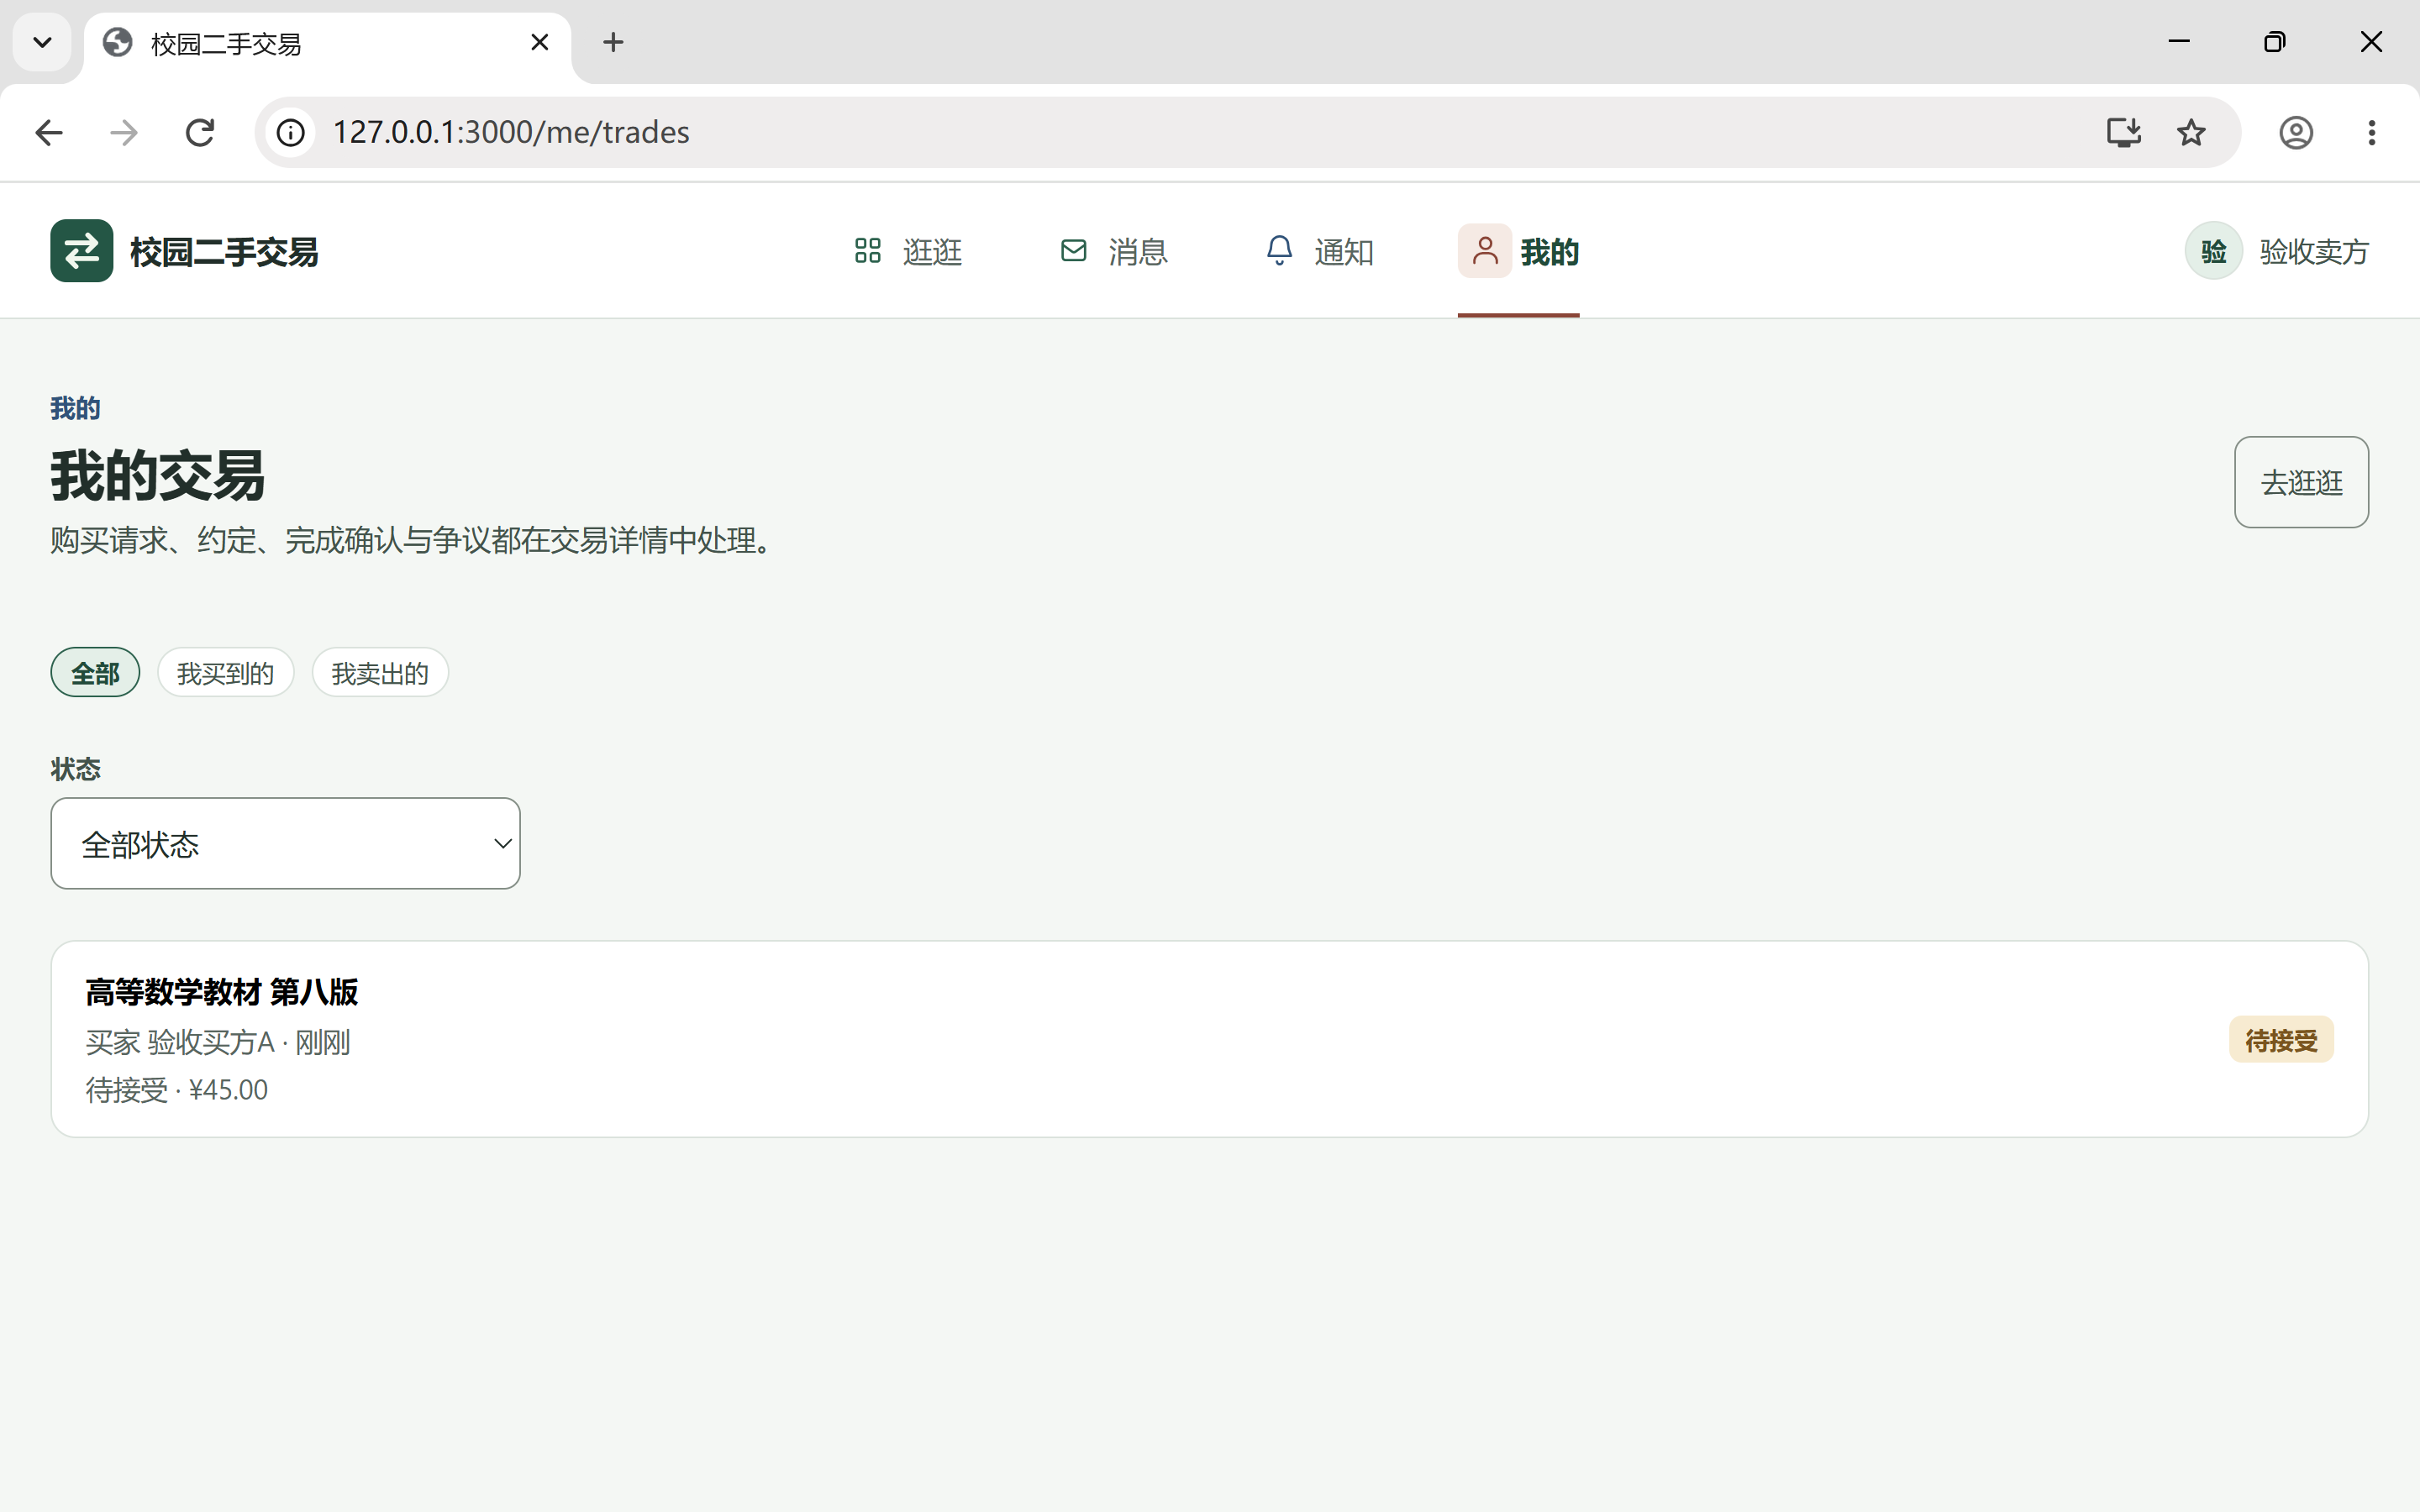 校园二手交易
127.0.0.1:3000/me/trades
校园二手交易
逛逛
消息
通知
我的
验
验收卖方
我的
我的交易
购买请求、约定、完成确认与争议都在交易详情中处理。
去逛逛
全部
我买到的
我卖出的
状态
全部状态
高等数学教材 第八版
买家 验收买方A · 刚刚
待接受 · ¥45.00
待接受